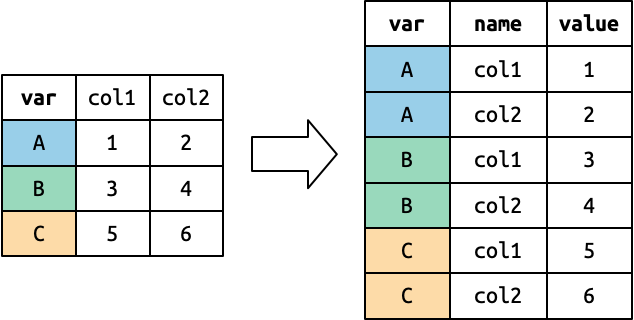 var col1 col2
A 1 2
B 3 4
C 5 6
var name value
A col1 1
A col2 2
B col1 3
B col2 4
C col1 5
C col2 6